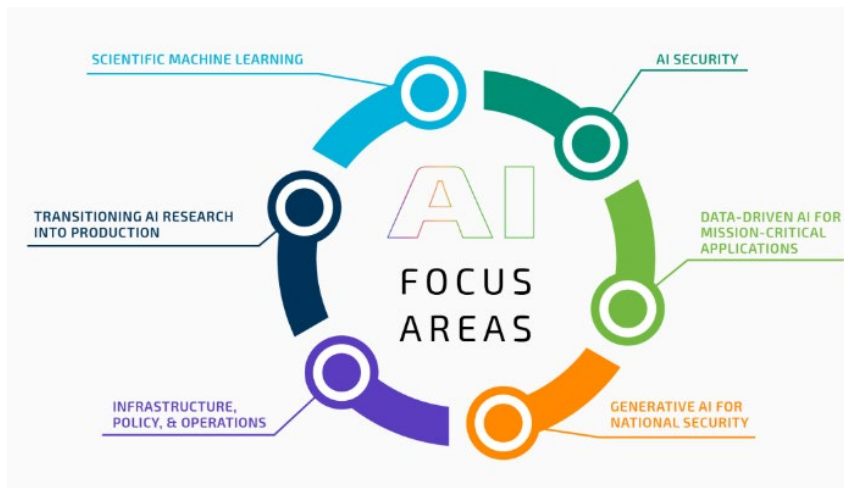 SCIENTIFIC MACHINE LEARNING
AI SECURITY
TRANSITIONING AI RESEARCH
INTO PRODUCTION
AI
FOCUS
AREAS
DATA-DRIVEN AI FOR
MISSION-CRITICAL
APPLICATIONS
INFRASTRUCTURE,
POLICY, & OPERATIONS
GENERATIVE AI FOR
NATIONAL SECURITY